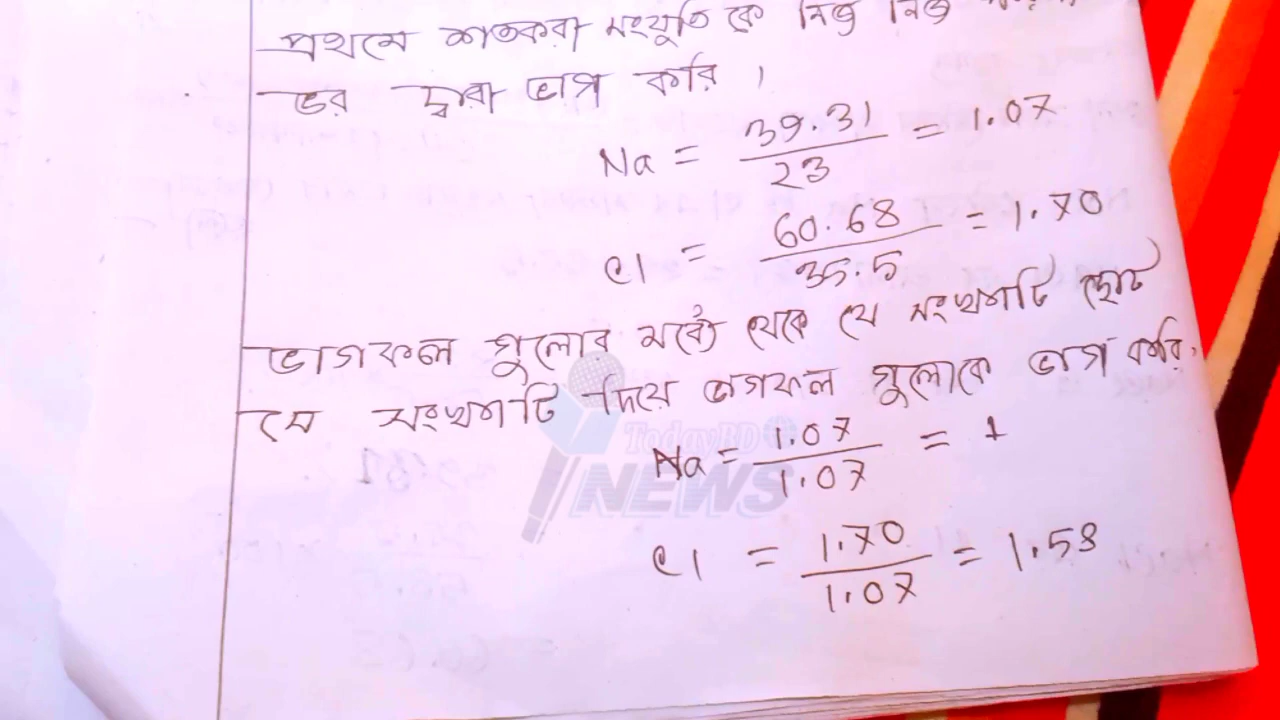 প্রথমে শতকরা সংযুতি কে নিজ নিজ
ভর দ্বারা ভাগ করি ।
Na = 39.31/23 = 1.07
Cl = 60.68/35.5 = 1.70
ভাগফল গুলোর মধ্যে থেকে যে সংখ্যাটি ছোট
সে সংখ্যাটি দিয়ে ভাগফল গুলোকে ভাগ করি.
Na = 1.07/1.07 = 1
Cl = 1.70/1.07 = 1.58
TodayBD
NEWS